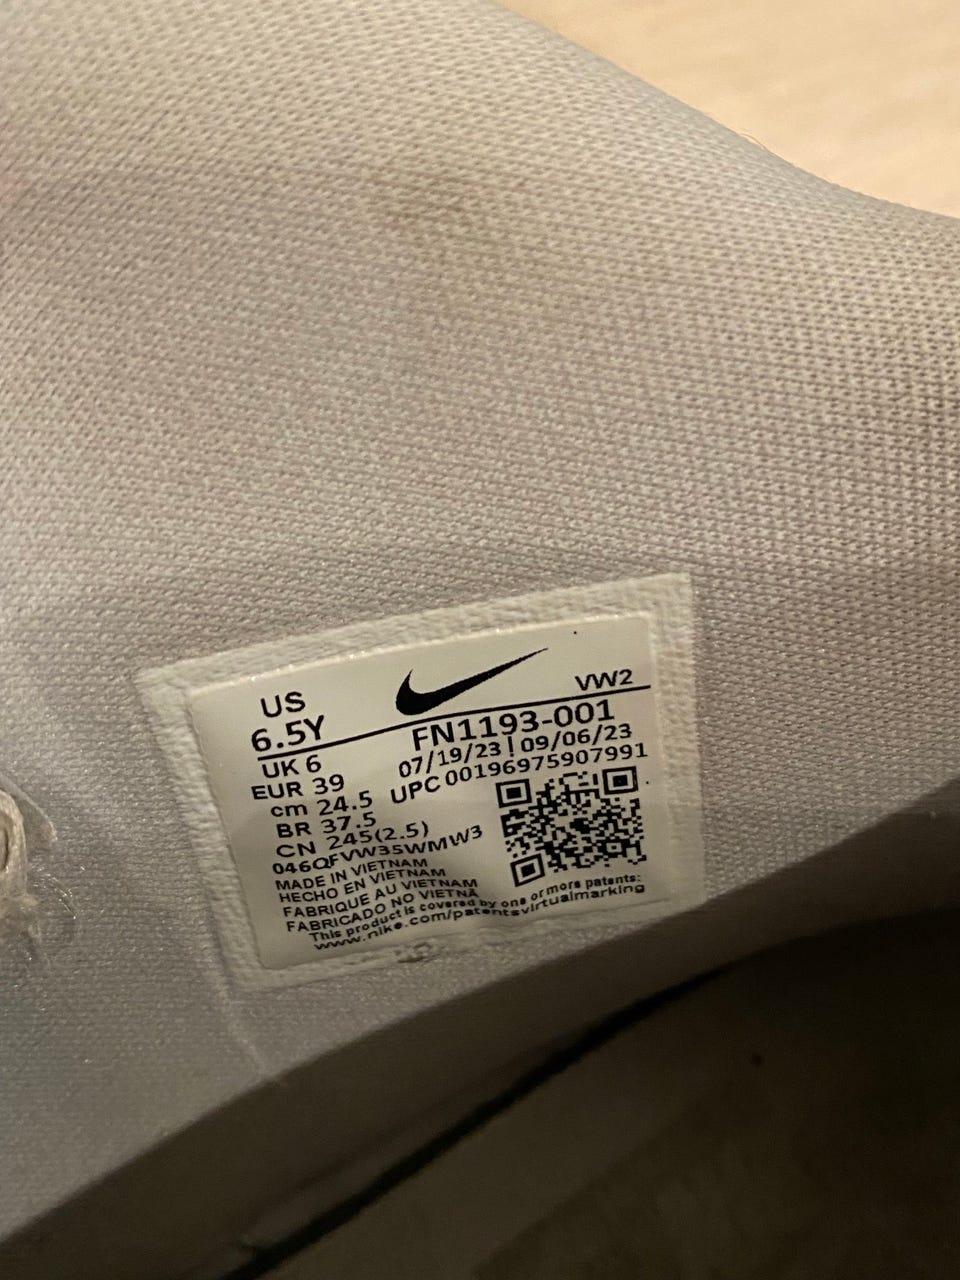 US
6.5Y
VW2
UK 6
EUR 39
cm 24.5
BR 37.5
CN 245(2.5)
FN1193-001
07/19/23 | 09/06/23
UPC 00196975907991
046QFVW35WMW3
MADE IN VIETNAM
HECHO EN VIETNAM
FABRIQUE AU VIETNAM
FABRICADO NO VIETNÃ
This product is covered by one or more patents:
www.nike.com/patentsvirtualmarking